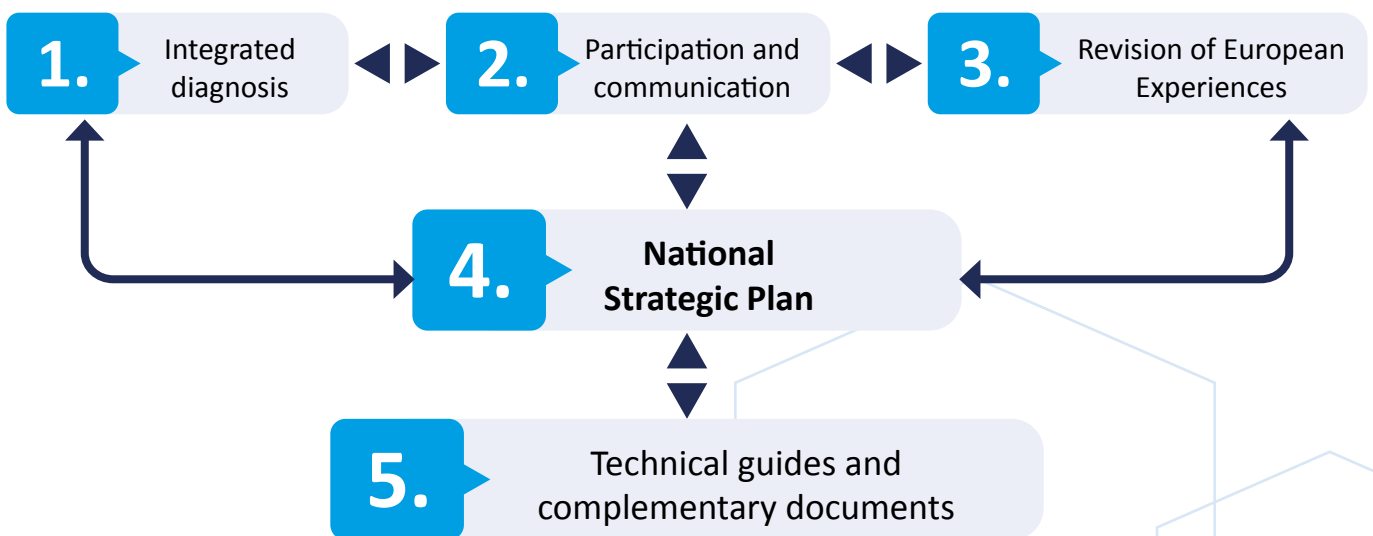 1.
Integrated
diagnosis
2.
Participation and
communication
3.
Revision of European
Experiences
4.
National
Strategic Plan
5.
Technical guides and
complementary documents